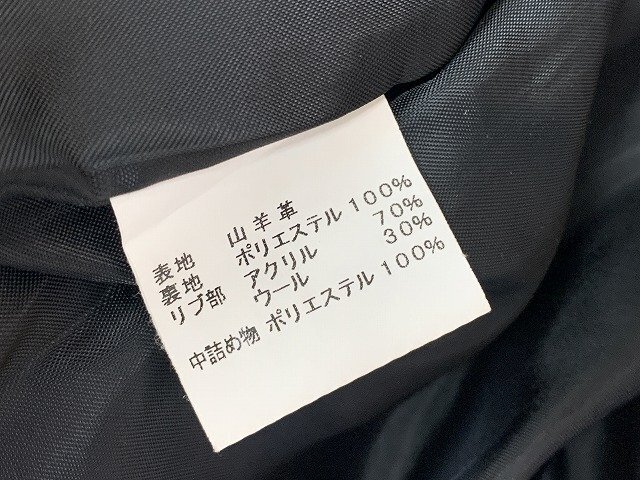 表地 山羊革
裏地 ポリエステル 100%
リブ部 アクリル 70%
ウール 30%
中詰め物 ポリエステル 100%